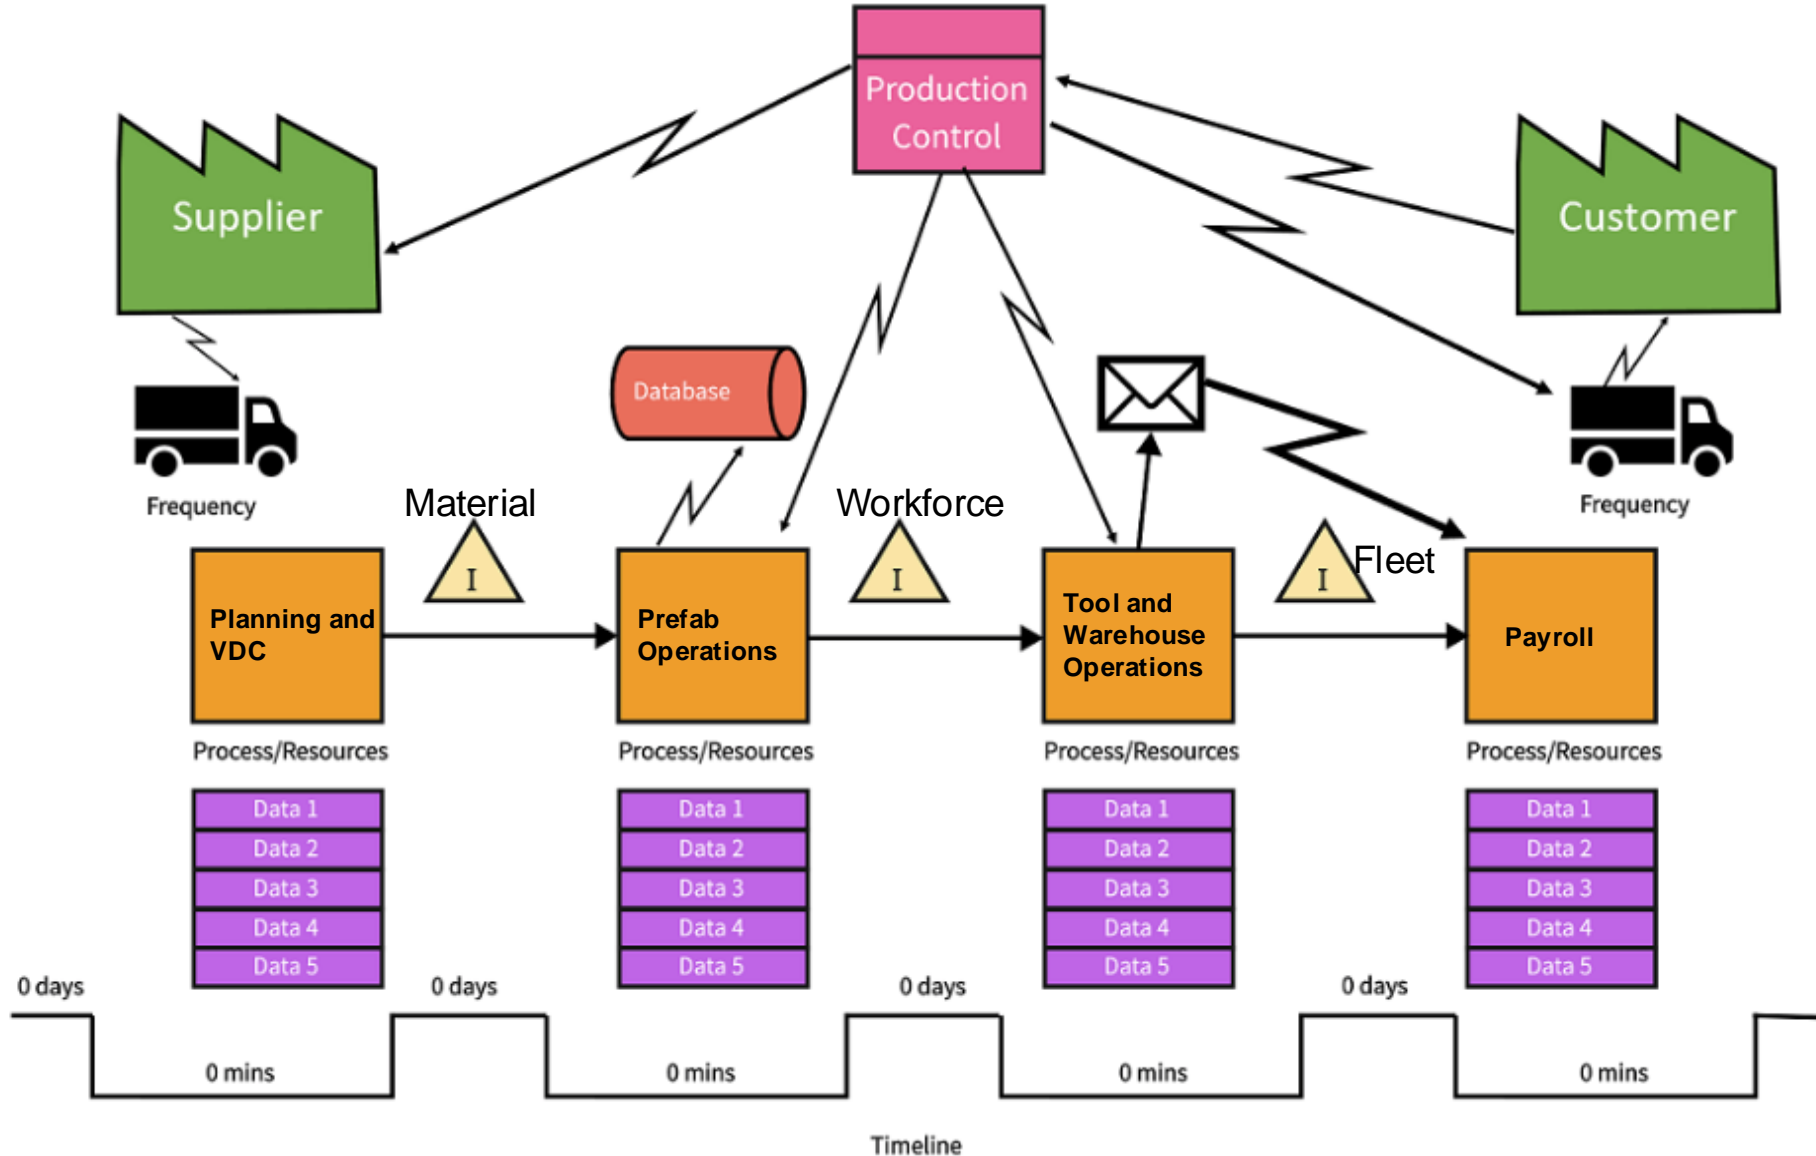 Production
Control
Supplier
Customer
Database
Frequency
Material
Workforce
Frequency
Fleet
I
I
I
Planning and
VDC
Prefab
Operations
Tool and
Warehouse
Operations
Payroll
Process/Resources
Process/Resources
Process/Resources
Process/Resources
Data 1
Data 2
Data 3
Data 4
Data 5
Data 1
Data 2
Data 3
Data 4
Data 5
Data 1
Data 2
Data 3
Data 4
Data 5
Data 1
Data 2
Data 3
Data 4
Data 5
0 days
0 days
0 days
0 days
0 mins
0 mins
0 mins
0 mins
Timeline